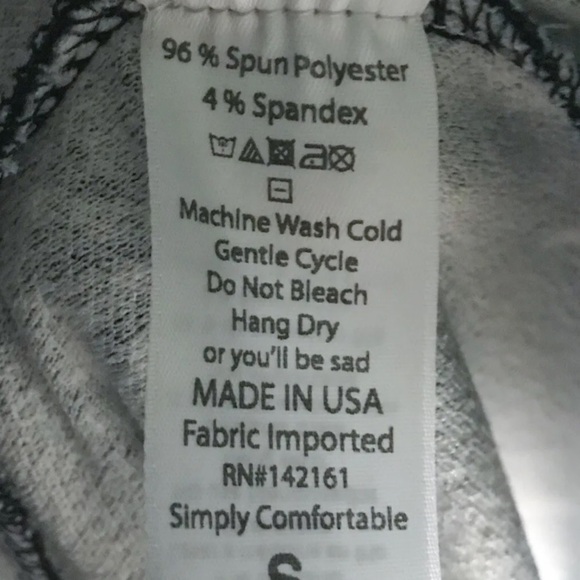 96 % Spun Polyester
4 % Spandex
Machine Wash Cold
Gentle Cycle
Do Not Bleach
Hang Dry
or you'll be sad
MADE IN USA
Fabric Imported
RN#142161
Simply Comfortable
S